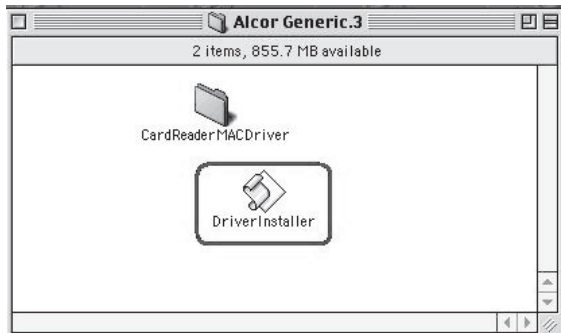 Alcor Generic.3
2 items, 855.7 MB available
CardReaderMACDriver
DriverInstaller